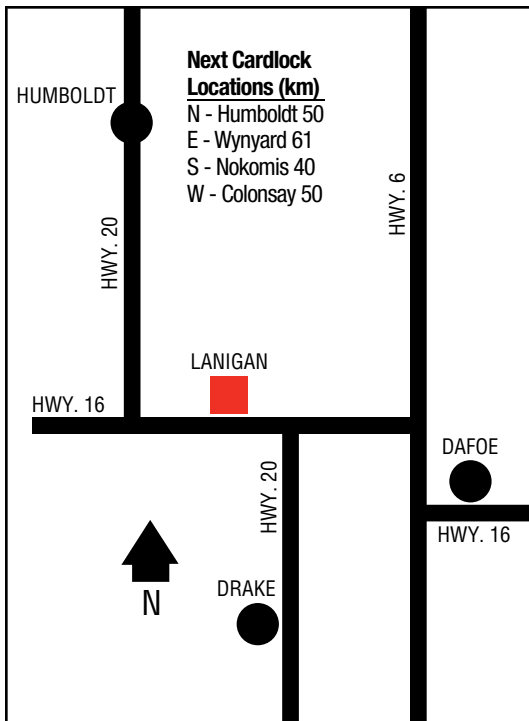 Next Cardlock
Locations (km)
N - Humboldt 50
E - Wynyard 61
S - Nokomis 40
W - Colonsay 50
HUMBOLDT
HWY. 20
HWY. 6
LANIGAN
HWY. 16
DAFOE
HWY. 20
HWY. 16
N
DRAKE